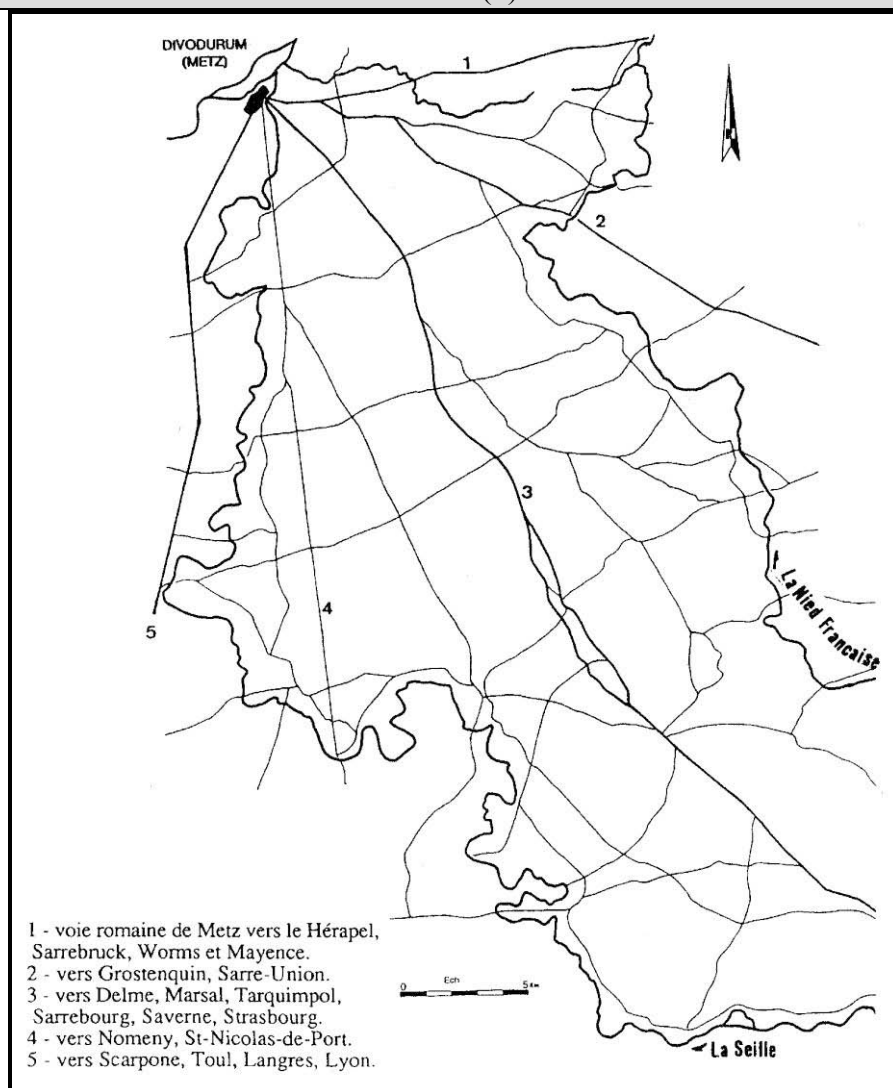 DIVODURUM
(METZ)
1
2
3
4
5
La Nied Francaise
1 - voie romaine de Metz vers le Hérapel,
Sarrebruck, Worms et Mayence.
2 - vers Grostenquin, Sarre-Union.
3 - vers Delme, Marsal, Tarquimpol,
Sarrebourg, Saverne, Strasbourg.
4 - vers Nomeny, St-Nicolas-de-Port.
5 - vers Scarpone, Toul, Langres, Lyon.
0 Ech 5 Km
La Seille